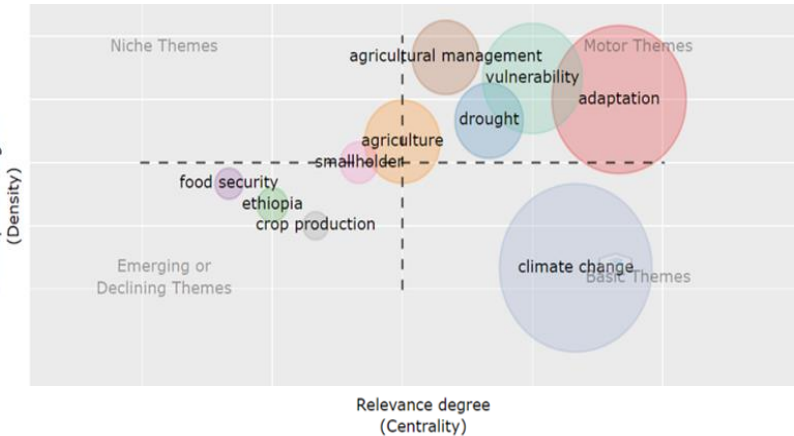 Niche Themes
Motor Themes
agricultural management
vulnerability
adaptation
drought
agriculture
smallholder
food security
ethiopia
crop production
Emerging or
Declining Themes
climate change
Basic Themes
(Density)
Relevance degree
(Centrality)